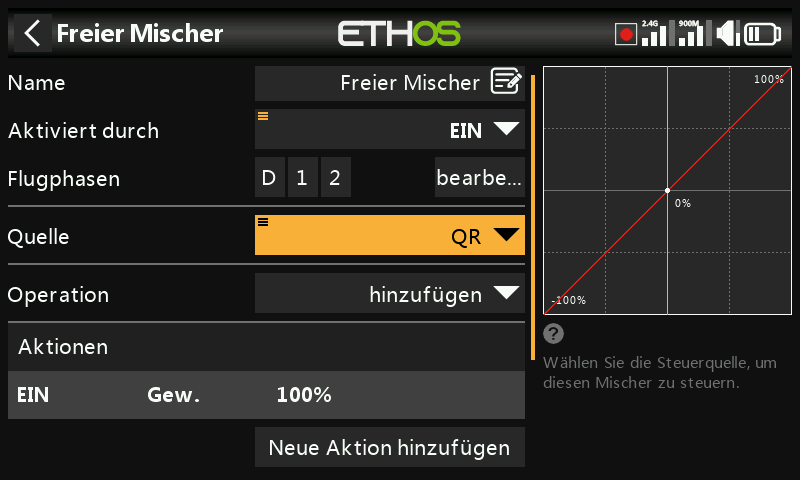 Freier Mischer
ETHOS
2.4G
900M
Name
Freier Mischer
Aktiviert durch
EIN
Flugphasen
D 1 2
bearbe...
Quelle
QR
Operation
hinzufügen
Aktionen
EIN Gew. 100%
Neue Aktion hinzufügen
100%
0%
-100%
?
Wählen Sie die Steuerquelle, um
diesen Mischer zu steuern.